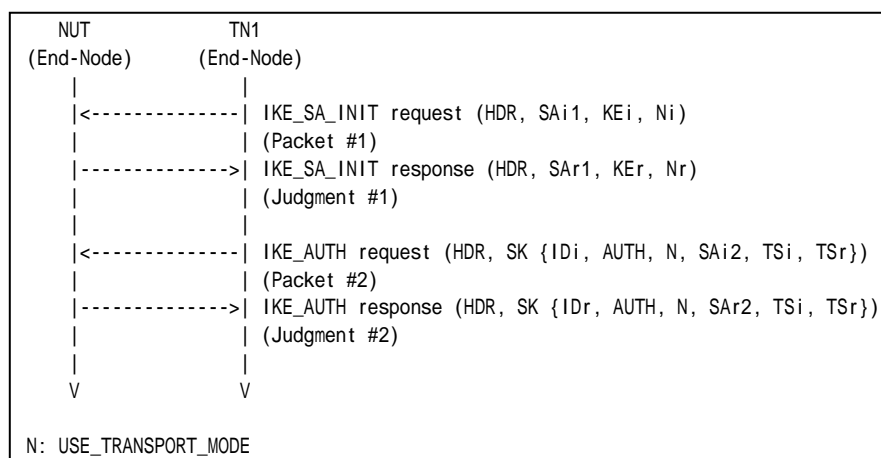 NUT TN1
(End-Node) (End-Node)
| |
|<--------------| IKE_SA_INIT request (HDR, SAi1, KEi, Ni)
| | (Packet #1)
|-------------->| IKE_SA_INIT response (HDR, SAr1, KEr, Nr)
| | (Judgment #1)
| |
|<--------------| IKE_AUTH request (HDR, SK {IDi, AUTH, N, SAi2, TSi, TSr})
| | (Packet #2)
|-------------->| IKE_AUTH response (HDR, SK {IDr, AUTH, N, SAr2, TSi, TSr})
| | (Judgment #2)
| |
V V
N: USE_TRANSPORT_MODE